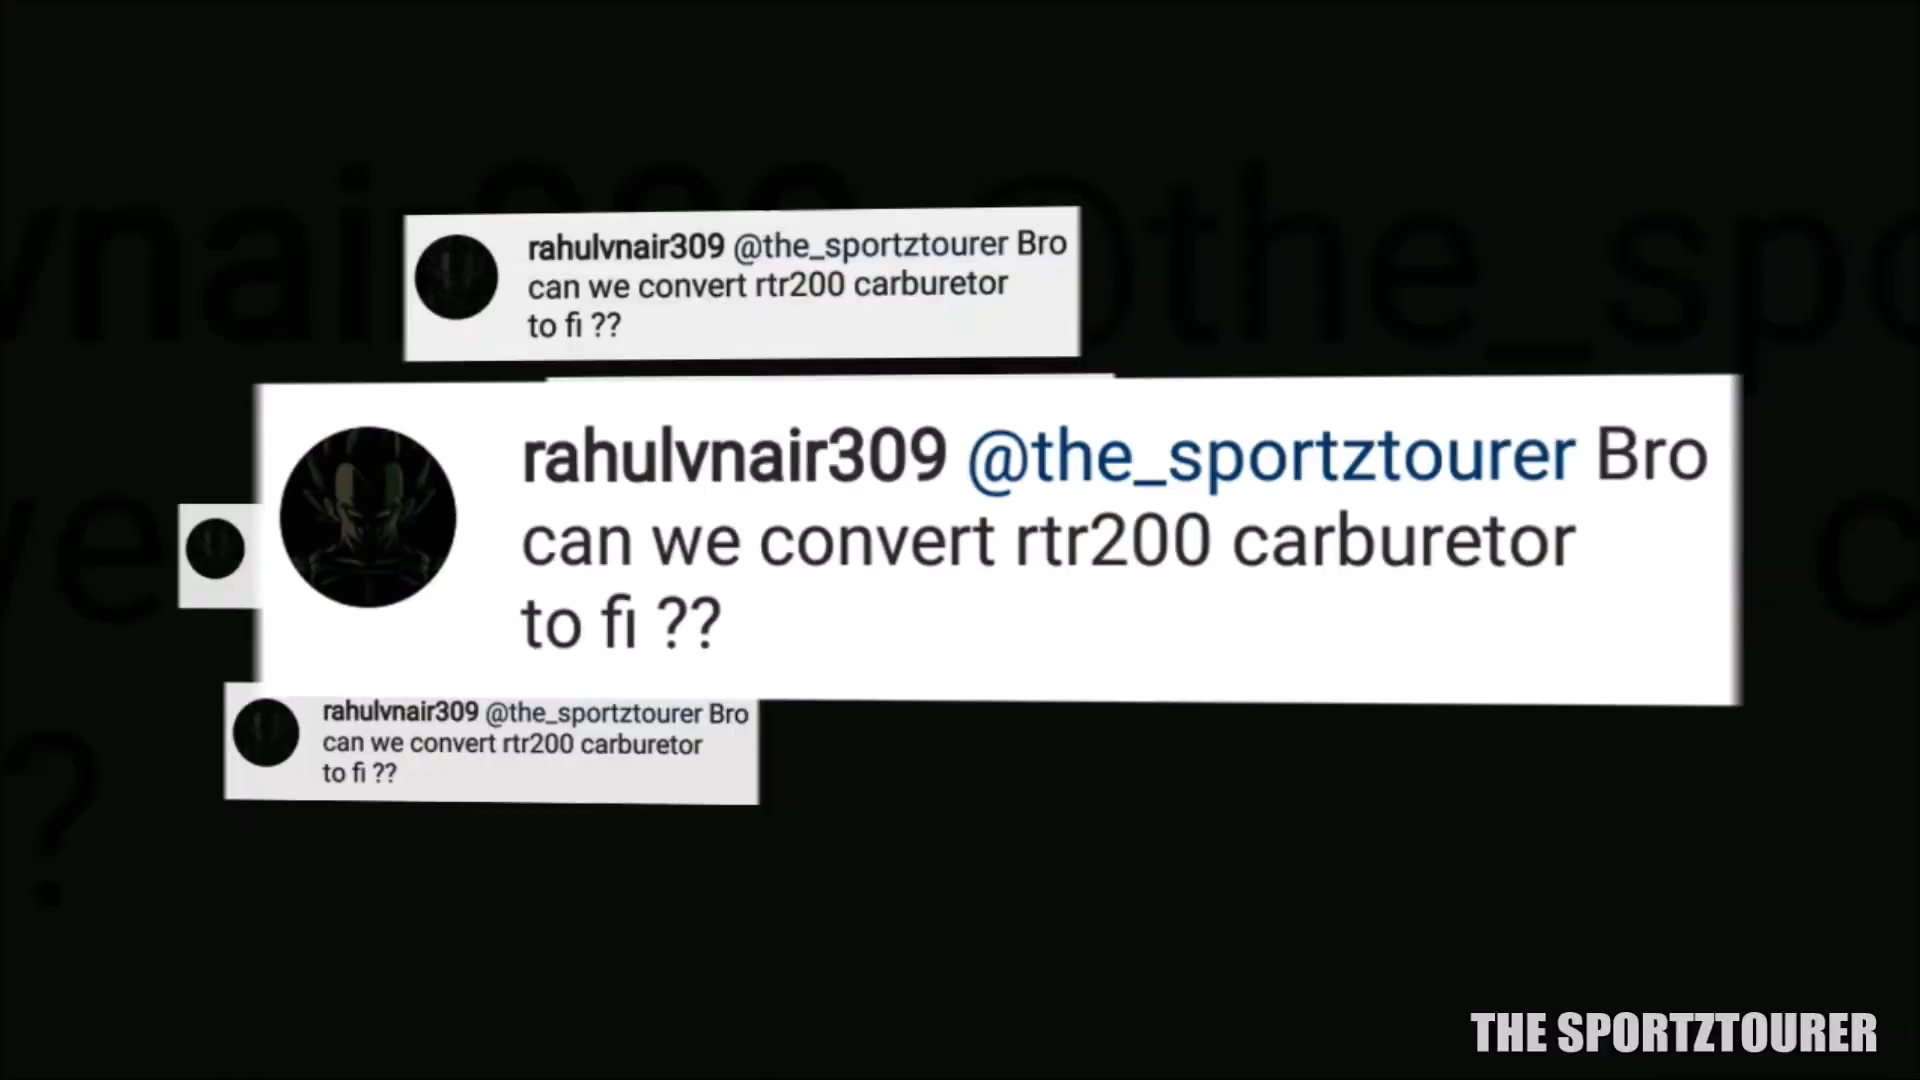 rahulvnair309 @the_sportztourer Bro
can we convert rtr200 carburetor
to fi ??
rahulvnair309 @the_sportztourer Bro
can we convert rtr200 carburetor
to fi ??
rahulvnair309 @the_sportztourer Bro
can we convert rtr200 carburetor
to fi ??
THE SPORTZTOURER